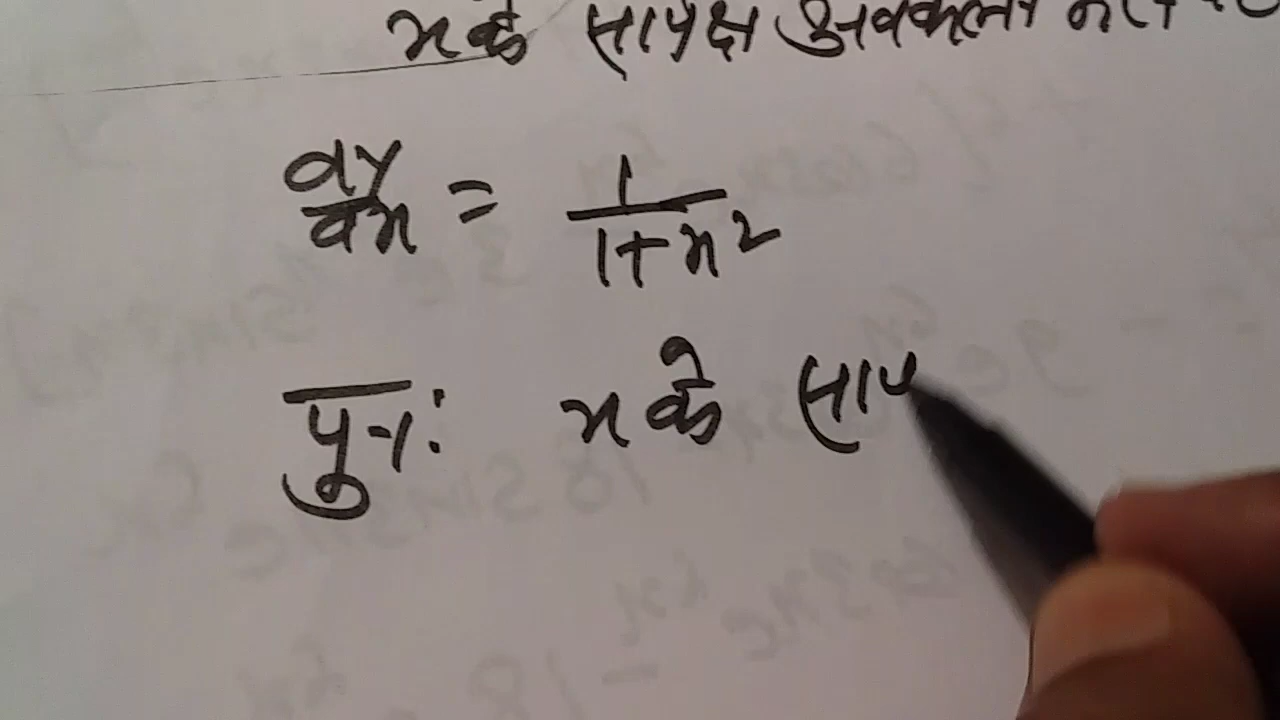 x के सापेक्ष अवकलन
dy/dx = 1/(1+x²)
पुनः x के साप